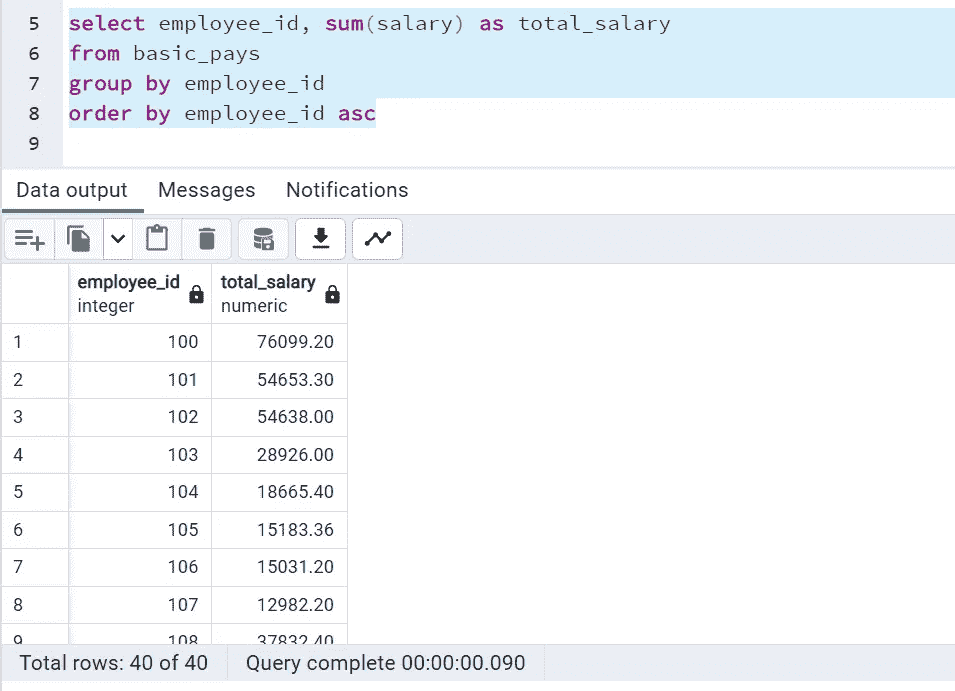 5 select employee_id, sum(salary) as total_salary
6 from basic_pays
7 group by employee_id
8 order by employee_id asc
9
Data output Messages Notifications
employee_id total_salary
integer numeric
1 100 76099.20
2 101 54653.30
3 102 54638.00
4 103 28926.00
5 104 18665.40
6 105 15183.36
7 106 15031.20
8 107 12982.20
9 108 37832.40
Total rows: 40 of 40 Query complete 00:00:00.090